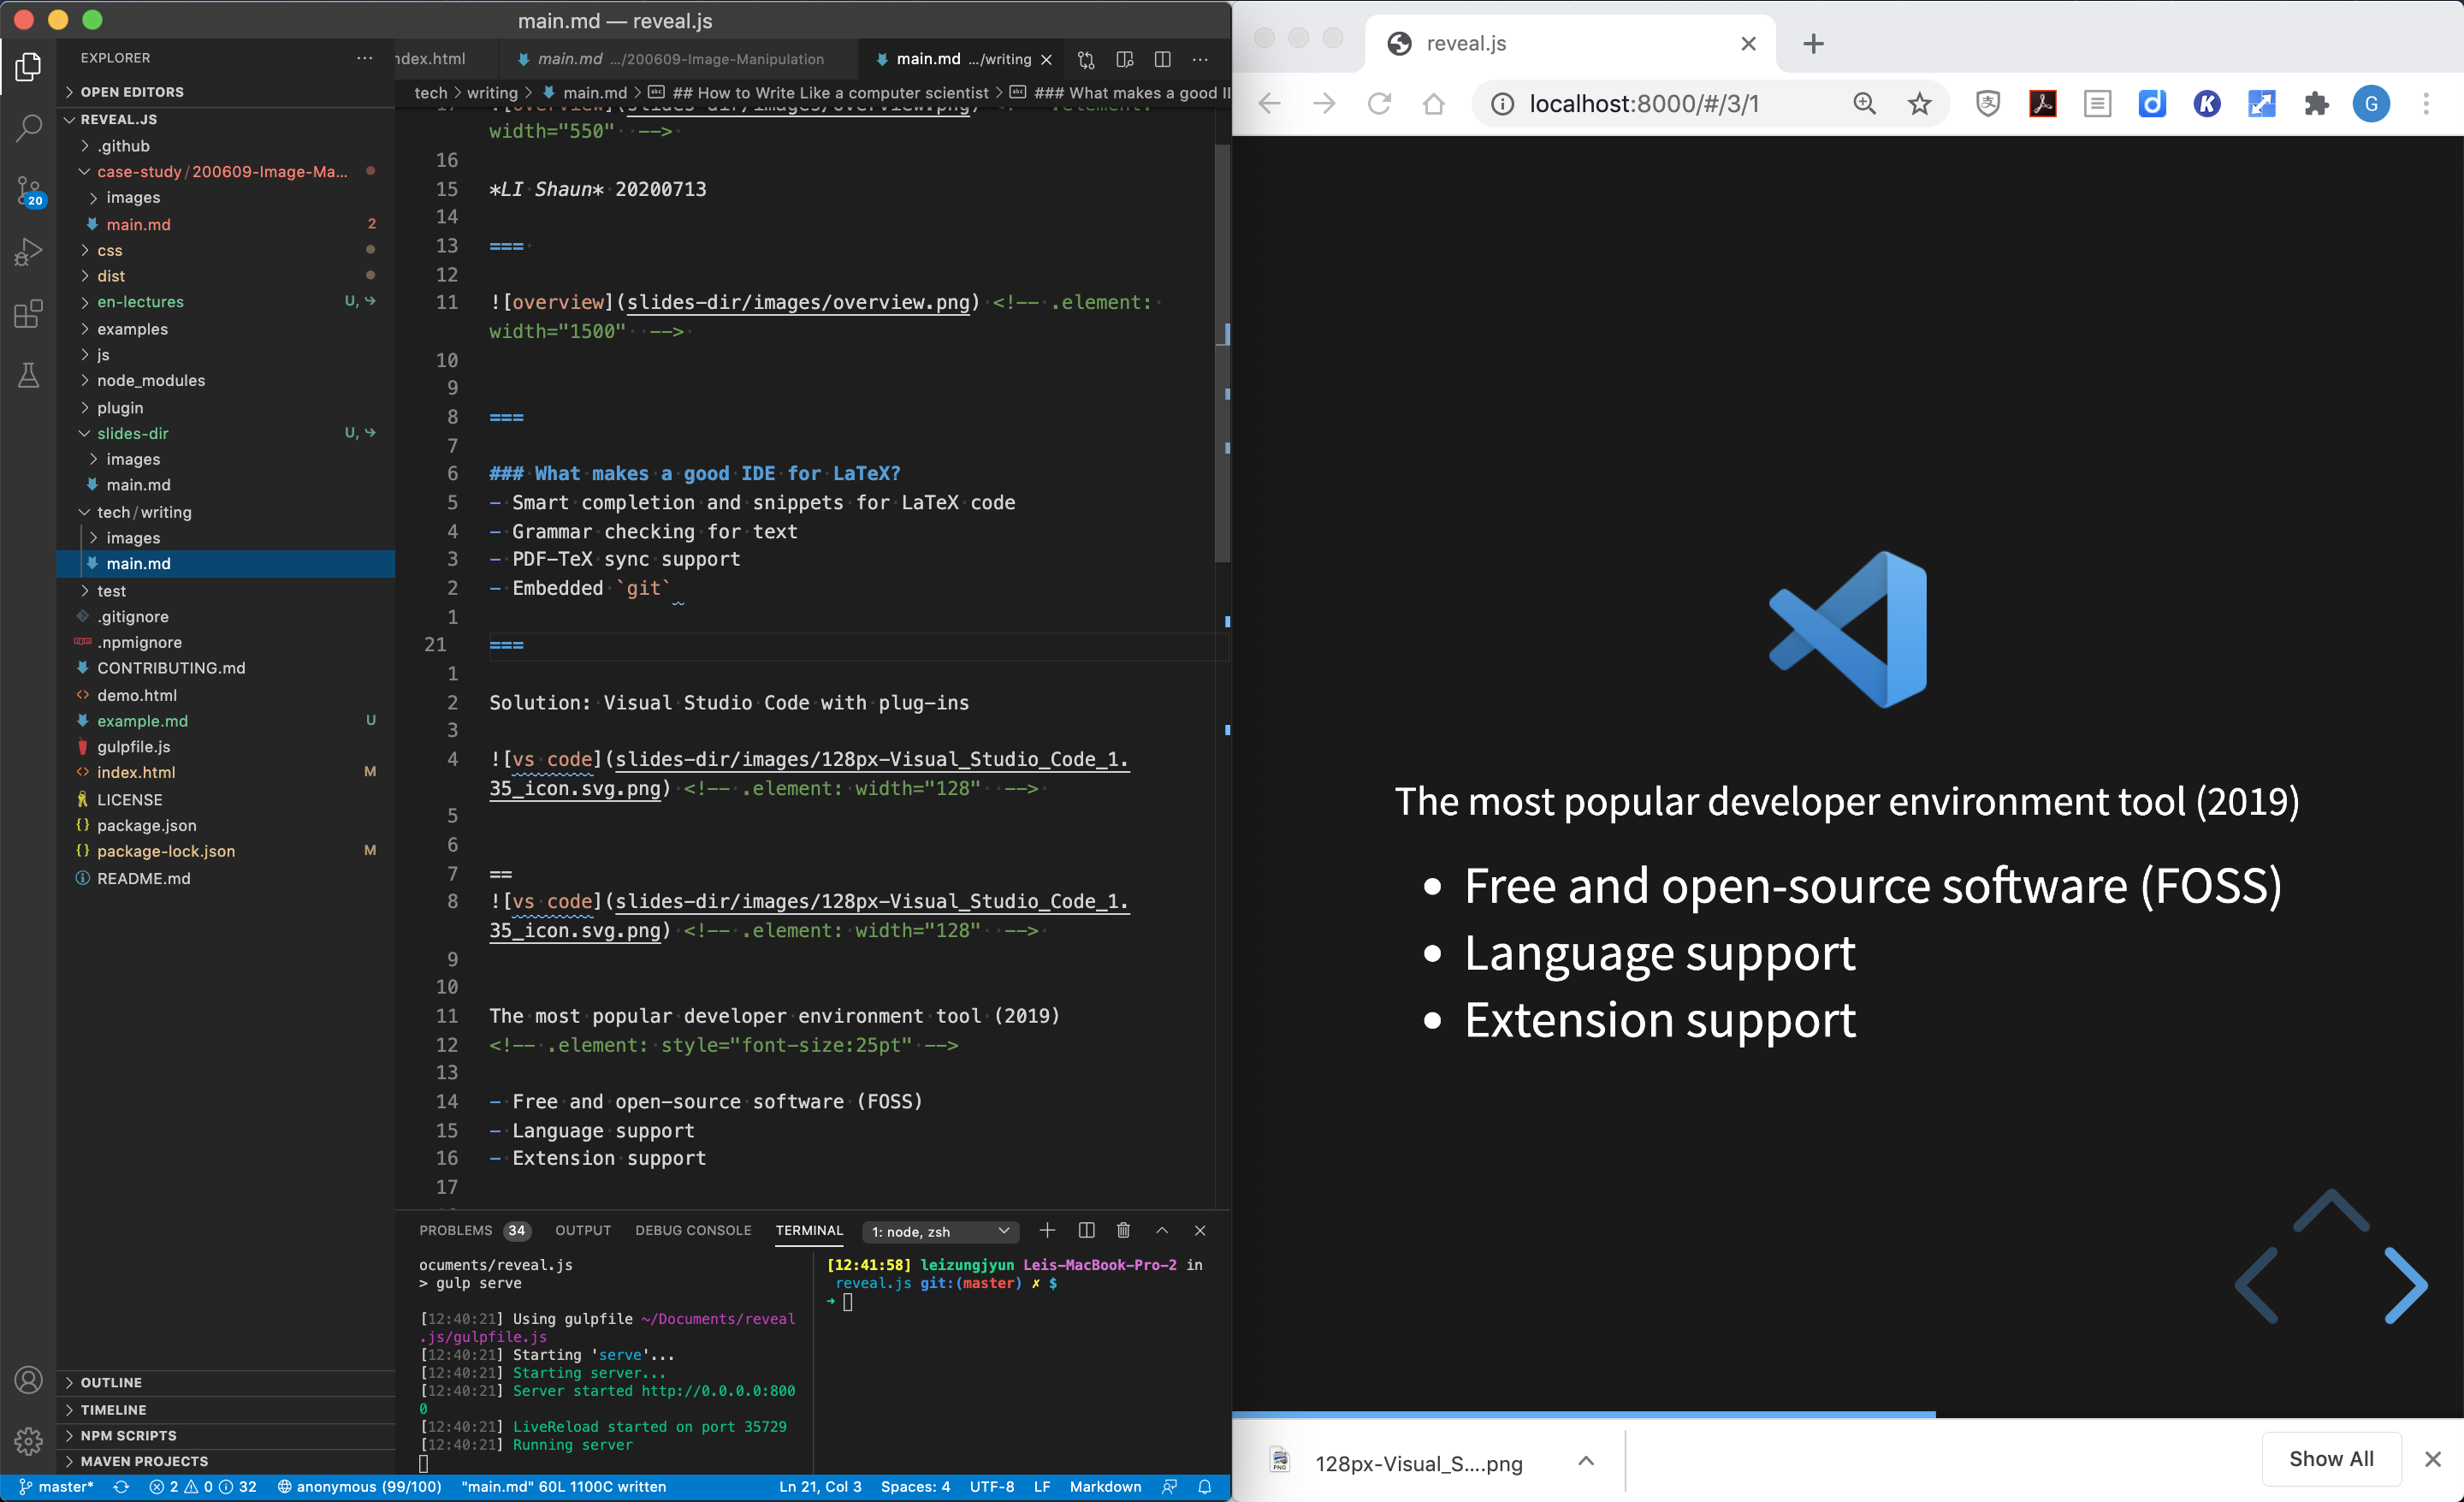 main.md — reveal.js
EXPLORER
OPEN EDITORS
REVEAL.JS
.github
case-study/200609-Image-Ma...
images
main.md 2
css
dist
en-lectures U,
examples
js
node_modules
plugin
slides-dir U,
images
main.md
tech/writing
images
main.md
test
.gitignore
.npmignore
CONTRIBUTING.md
demo.html
example.md U
gulpfile.js
index.html M
LICENSE
package.json
package-lock.json M
README.md
OUTLINE
TIMELINE
NPM SCRIPTS
MAVEN PROJECTS
20
ndex.html
main.md .../200609-Image-Manipulation
main.md .../writing
tech > writing > main.md > ## How to Write Like a computer scientist > ### What makes a good I
17 ![overview](slides-dir/images/overview.png) <!-- .element:
width="550" -->
16
15 *LI Shaun* 20200713
14
13 ===
12
11 ![overview](slides-dir/images/overview.png) <!-- .element:
width="1500" -->
10
9
8 ===
7
6 ### What makes a good IDE for LaTeX?
5 - Smart completion and snippets for LaTeX code
4 - Grammar checking for text
3 - PDF-TeX sync support
2 - Embedded `git`
1
21 ===
1
2 Solution: Visual Studio Code with plug-ins
3
4 ![vs code](slides-dir/images/128px-Visual_Studio_Code_1.
35_icon.svg.png) <!-- .element: width="128" -->
5
6
7 ==
8 ![vs code](slides-dir/images/128px-Visual_Studio_Code_1.
35_icon.svg.png) <!-- .element: width="128" -->
9
10
11 The most popular developer environment tool (2019)
12 <!-- .element: style="font-size:25pt" -->
13
14 - Free and open-source software (FOSS)
15 - Language support
16 - Extension support
17
PROBLEMS 34 OUTPUT DEBUG CONSOLE TERMINAL 1: node, zsh
ocuments/reveal.js
> gulp serve
[12:40:21] Using gulpfile ~/Documents/reveal
.js/gulpfile.js
[12:40:21] Starting 'serve'...
[12:40:21] Starting server...
[12:40:21] Server started http://0.0.0.0:800
0
[12:40:21] LiveReload started on port 35729
[12:40:21] Running server
[12:41:58] leizungjyun Leis-MacBook-Pro-2 in
reveal.js git:(master) ✗ $
➜
master* 2 0 32 anonymous (99/100) "main.md" 60L 1100C written Ln 21, Col 3 Spaces: 4 UTF-8 LF Markdown
reveal.js
localhost:8000/#/3/1
G
The most popular developer environment tool (2019)
• Free and open-source software (FOSS)
• Language support
• Extension support
128px-Visual_S....png
Show All